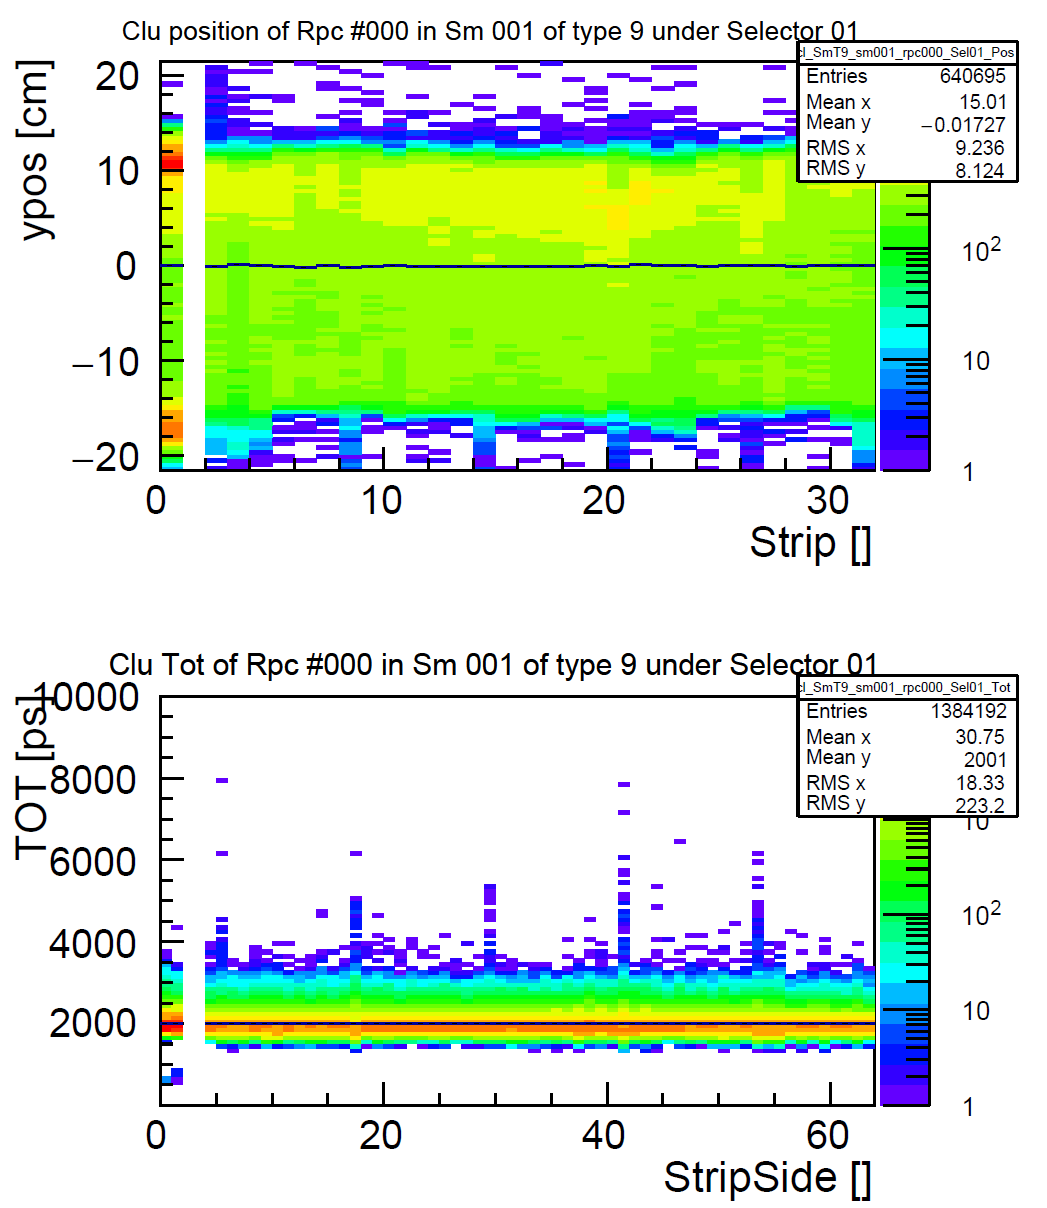 Clu position of Rpc #000 in Sm 001 of type 9 under Selector 01
cl_SmT9_sm001_rpc000_Sel01_Pos
Entries 640695
Mean x 15.01
Mean y −0.01727
RMS x 9.236
RMS y 8.124
ypos [cm]
20
10
0
−10
−20
10²
10
1
0 10 20 30
Strip []
Clu Tot of Rpc #000 in Sm 001 of type 9 under Selector 01
cl_SmT9_sm001_rpc000_Sel01_Tot
Entries 1384192
Mean x 30.75
Mean y 2001
RMS x 18.33
RMS y 223.2
TOT [ps]
10000
8000
6000
4000
2000
10
10²
10
1
0 20 40 60
StripSide []